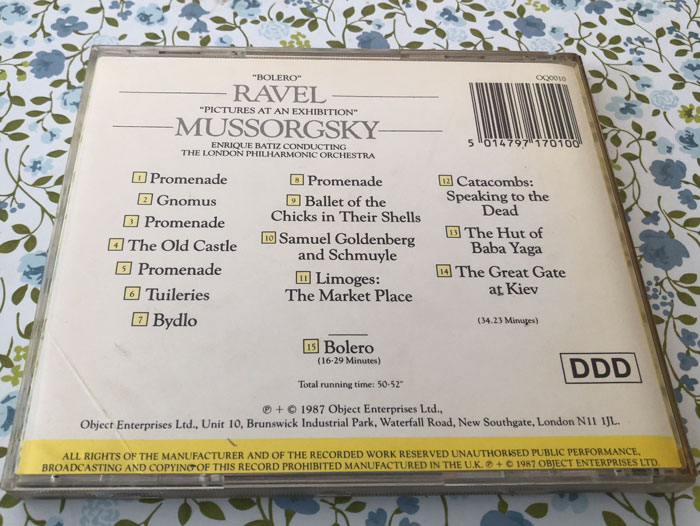 "BOLERO"
RAVEL
"PICTURES AT AN EXHIBITION"
MUSSORGSKY
ENRIQUE BATIZ CONDUCTING
THE LONDON PHILHARMONIC ORCHESTRA
OQ0010
5 014797 170100
1 Promenade
2 Gnomus
3 Promenade
4 The Old Castle
5 Promenade
6 Tuileries
7 Bydlo
8 Promenade
9 Ballet of the
Chicks in Their Shells
10 Samuel Goldenberg
and Schmuyle
11 Limoges:
The Market Place
12 Catacombs:
Speaking to the
Dead
13 The Hut of
Baba Yaga
14 The Great Gate
at Kiev
(34.23 Minutes)
15 Bolero
(16·29 Minutes)
DDD
Total running time: 50-52"
℗ + © 1987 Object Enterprises Ltd.,
Object Enterprises Ltd., Unit 10, Brunswick Industrial Park, Waterfall Road, New Southgate, London N11 1JL.
ALL RIGHTS OF THE MANUFACTURER AND OF THE RECORDED WORK RESERVED UNAUTHORISED PUBLIC PERFORMANCE,
BROADCASTING AND COPYING OF THIS RECORD PROHIBITED MANUFACTURED IN THE U.K. ℗ + © 1987 OBJECT ENTERPRISES LTD.